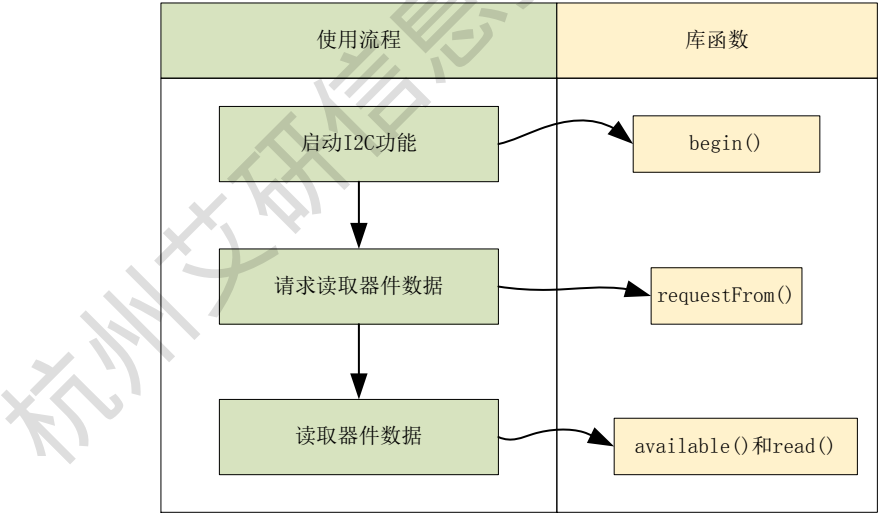 使用流程
库函数
启动I2C功能
begin()
请求读取器件数据
requestFrom()
读取器件数据
available()和read()
杭州艾研信息